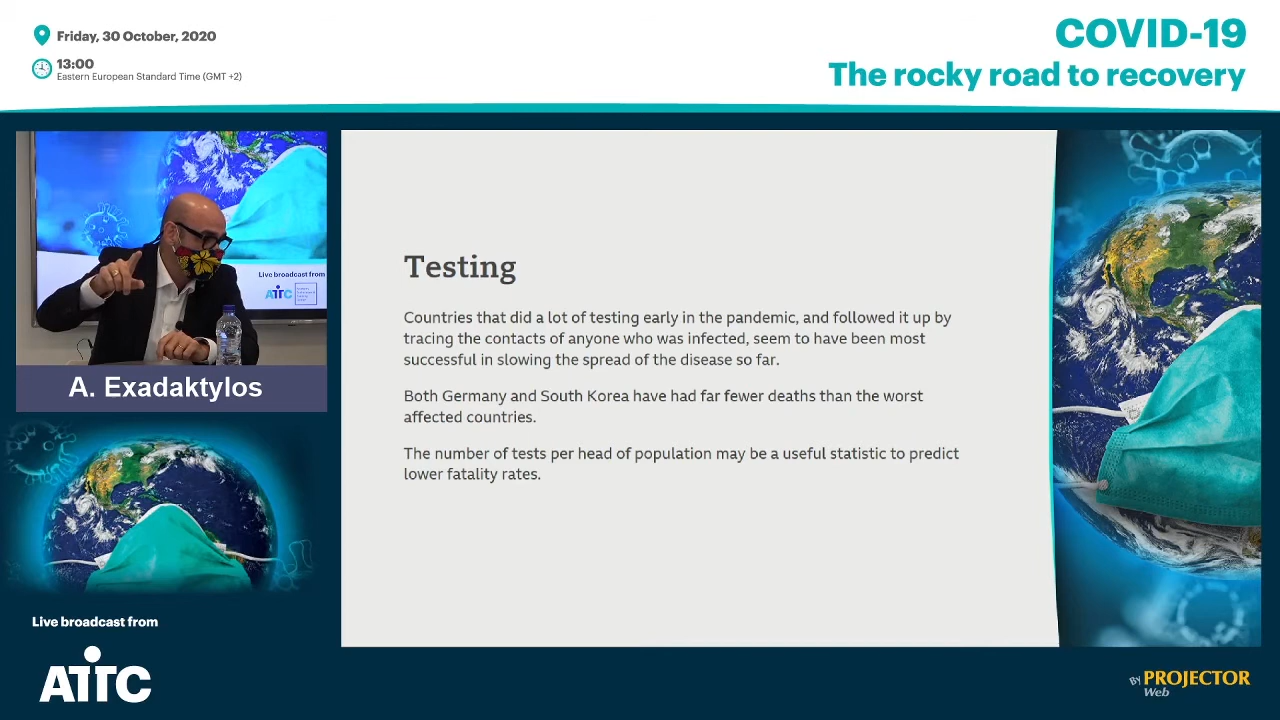 Friday, 30 October, 2020
13:00
Eastern European Standard Time (GMT +2)
COVID-19
The rocky road to recovery
Live broadcast from
ATTC
A. Exadaktylos
Testing
Countries that did a lot of testing early in the pandemic, and followed it up by
tracing the contacts of anyone who was infected, seem to have been most
successful in slowing the spread of the disease so far.
Both Germany and South Korea have had far fewer deaths than the worst
affected countries.
The number of tests per head of population may be a useful statistic to predict
lower fatality rates.
Live broadcast from
ATTC
By PROJECTOR
Web